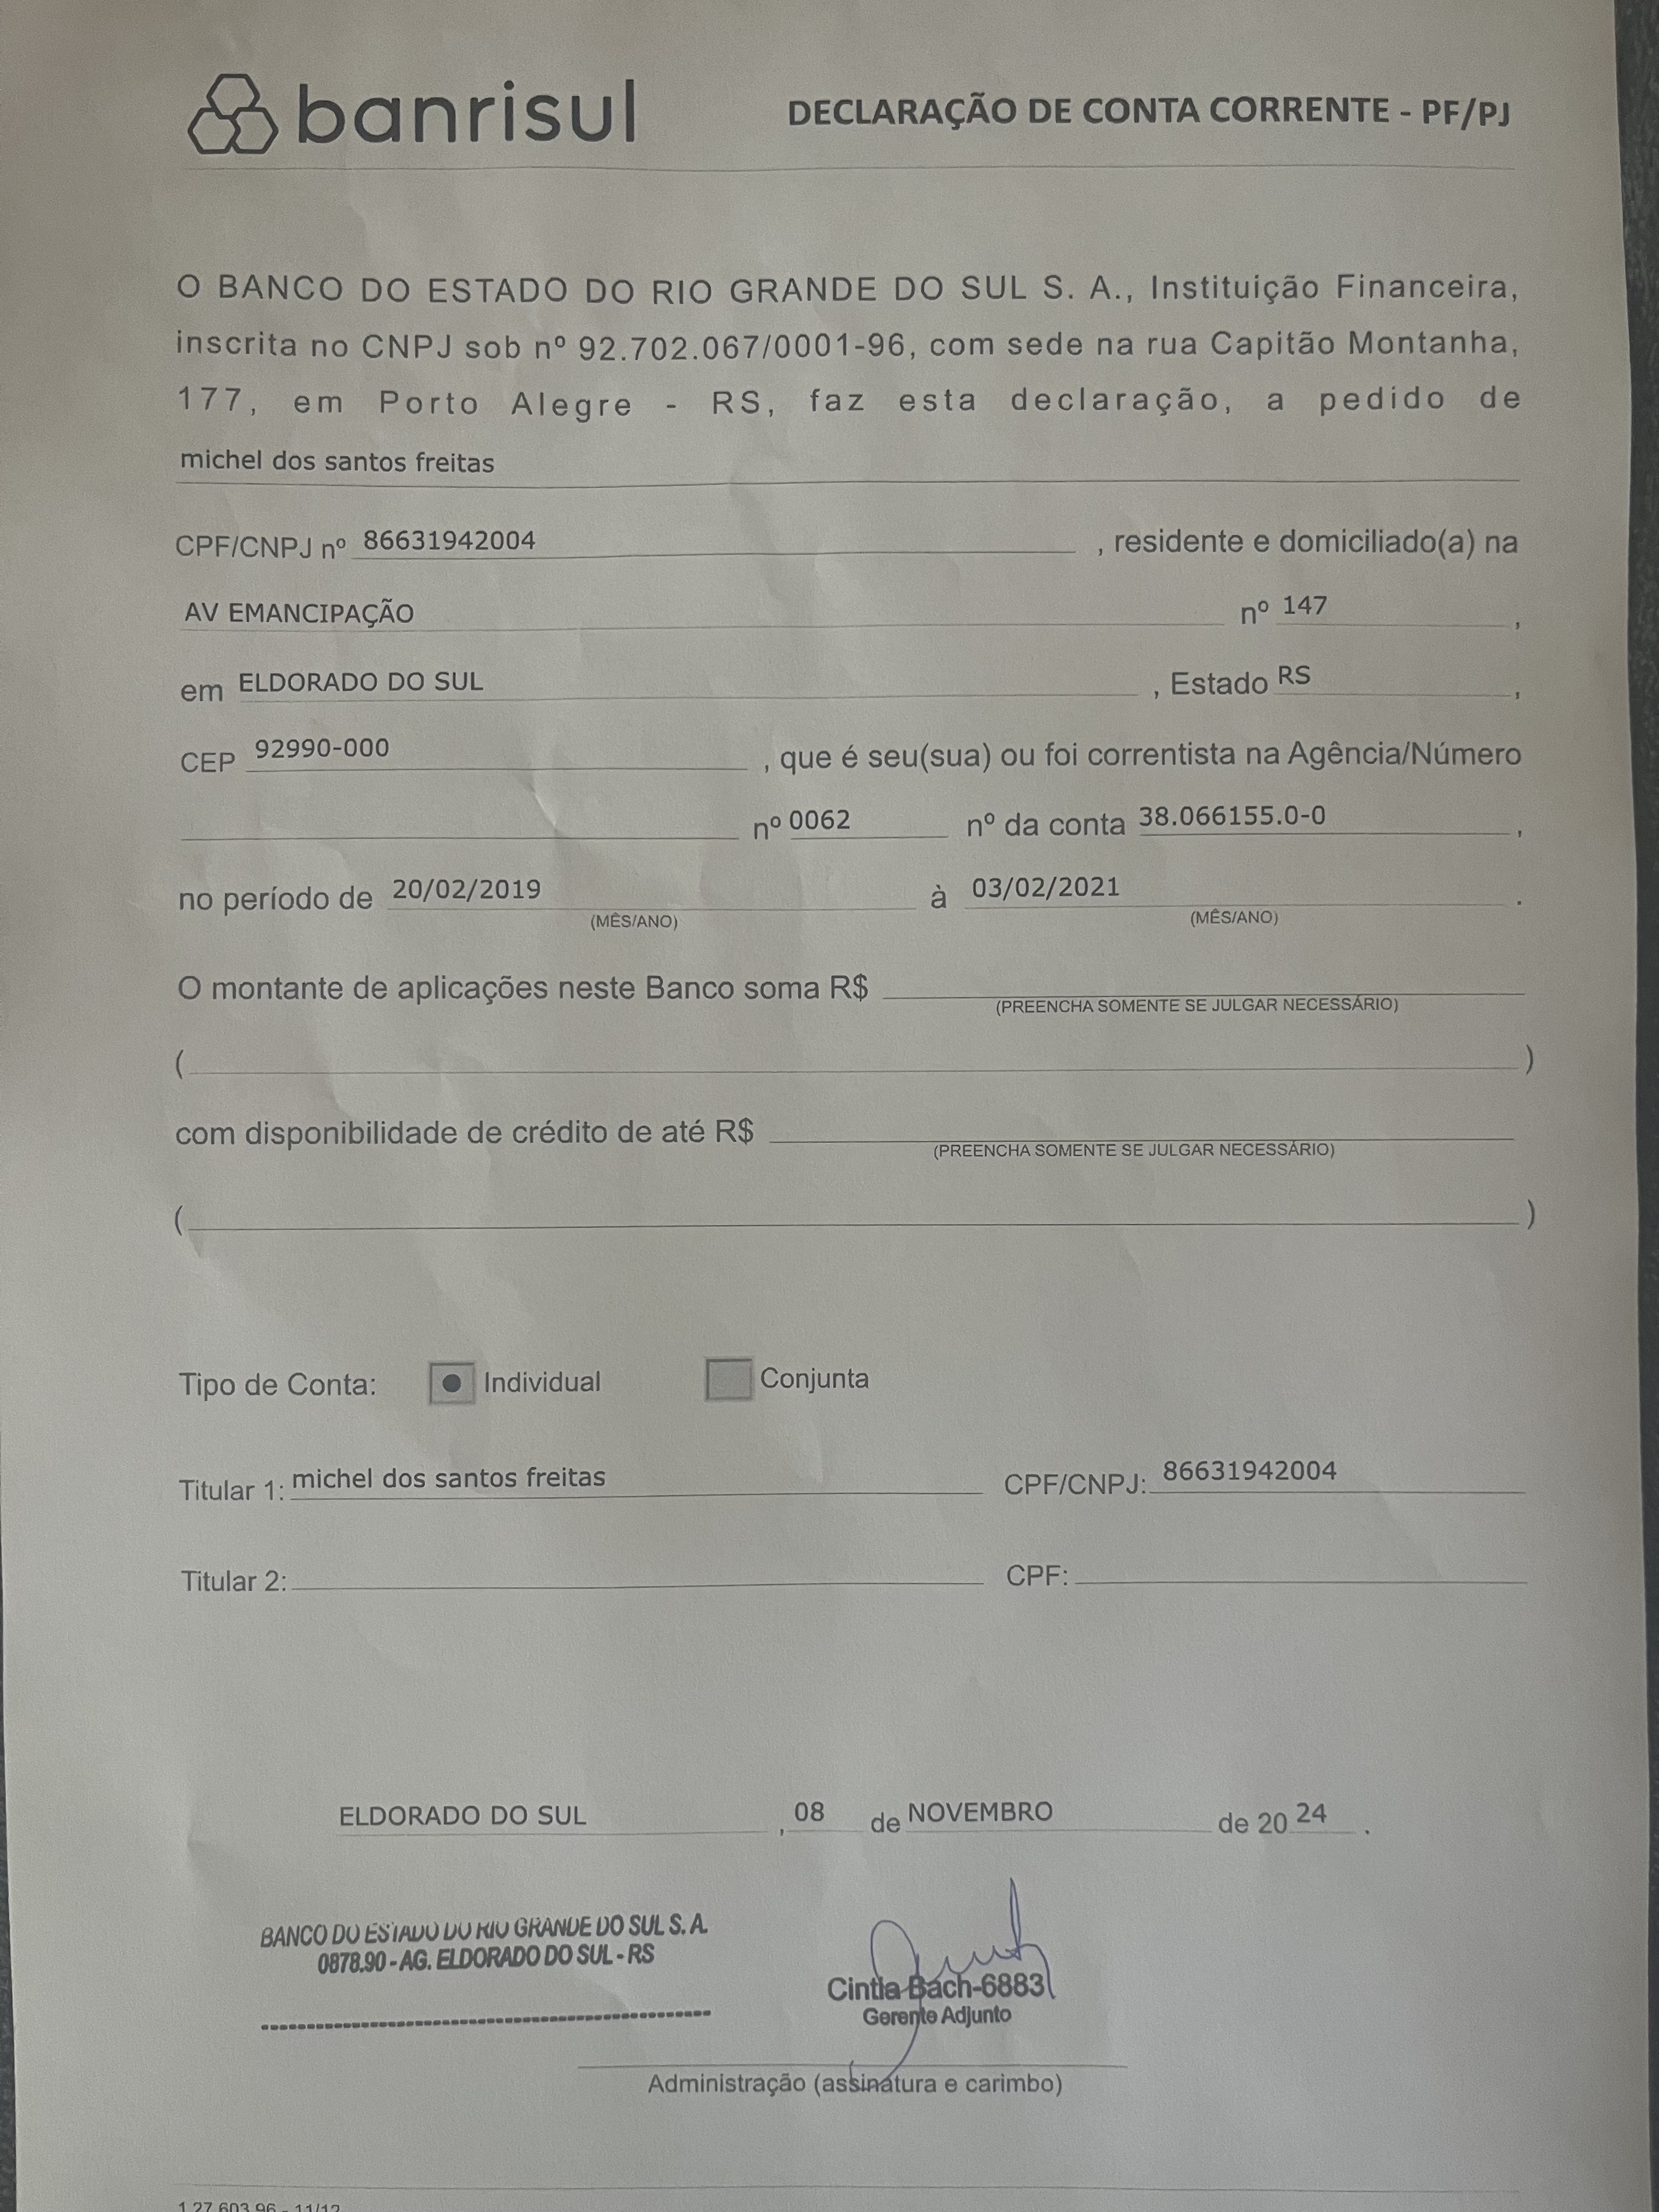 banrisul DECLARAÇÃO DE CONTA CORRENTE - PF/PJ
O BANCO DO ESTADO DO RIO GRANDE DO SUL S. A., Instituição Financeira,
inscrita no CNPJ sob nº 92.702.067/0001-96, com sede na rua Capitão Montanha,
177, em Porto Alegre - RS, faz esta declaração, a pedido de
michel dos santos freitas
CPF/CNPJ nº 86631942004 , residente e domiciliado(a) na
AV EMANCIPAÇÃO nº 147 ,
em ELDORADO DO SUL , Estado RS ,
CEP 92990-000 , que é seu(sua) ou foi correntista na Agência/Número
nº 0062 nº da conta 38.066155.0-0 ,
no período de 20/02/2019 à 03/02/2021 .
(MÊS/ANO) (MÊS/ANO)
O montante de aplicações neste Banco soma R$
(PREENCHA SOMENTE SE JULGAR NECESSÁRIO)
( )
com disponibilidade de crédito de até R$
(PREENCHA SOMENTE SE JULGAR NECESSÁRIO)
( )
Tipo de Conta: Individual Conjunta
Titular 1: michel dos santos freitas CPF/CNPJ: 86631942004
Titular 2: CPF:
ELDORADO DO SUL , 08 de NOVEMBRO de 20 24 .
BANCO DO ESTADO DO RIO GRANDE DO SUL S. A.
0878.90 - AG. ELDORADO DO SUL - RS
Cintia Bach-6883
Gerente Adjunto
Administração (assinatura e carimbo)